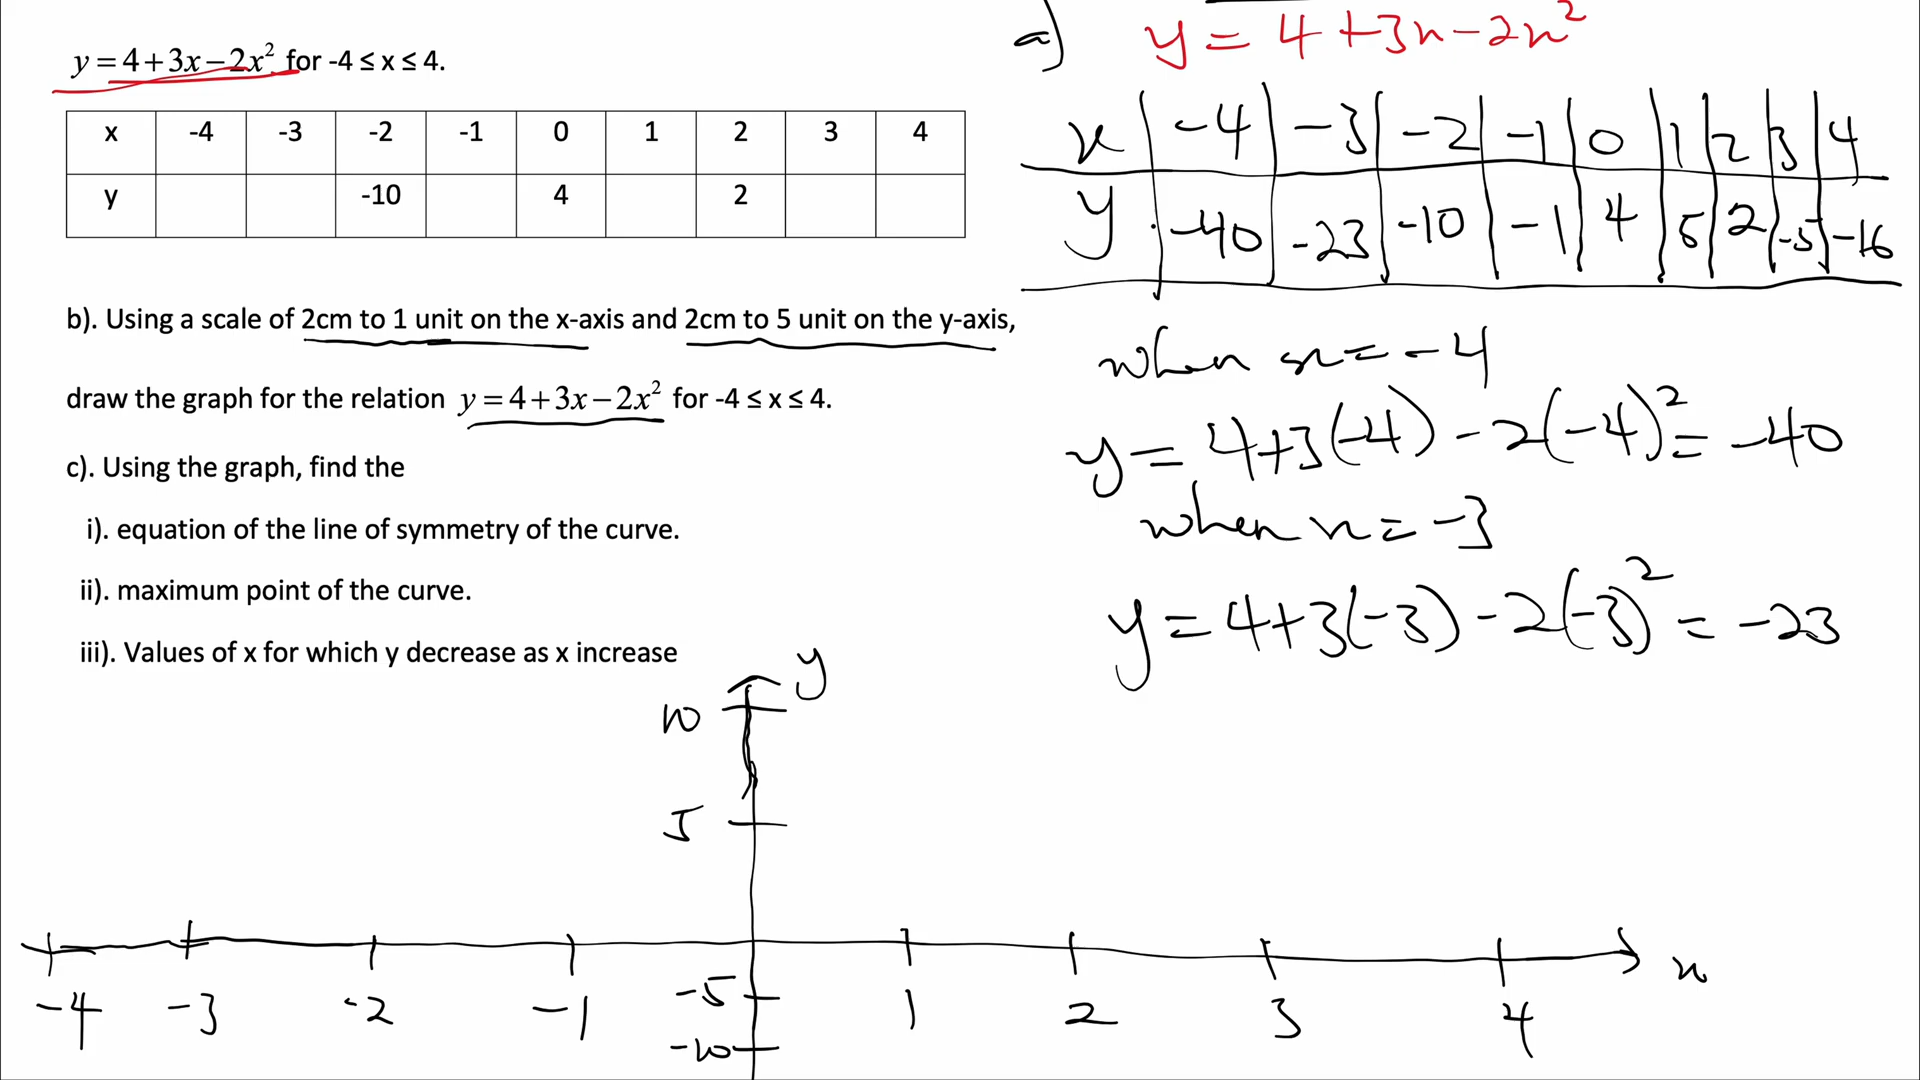 y = 4 + 3x − 2x² for -4 ≤ x ≤ 4.
x -4 -3 -2 -1 0 1 2 3 4
y -10 4 2
b). Using a scale of 2cm to 1 unit on the x-axis and 2cm to 5 unit on the y-axis,
draw the graph for the relation y = 4 + 3x − 2x² for -4 ≤ x ≤ 4.
c). Using the graph, find the
i). equation of the line of symmetry of the curve.
ii). maximum point of the curve.
iii). Values of x for which y decrease as x increase
a) y = 4 + 3x − 2x²
x -4 -3 -2 -1 0 1 2 3 4
y -40 -23 -10 -1 4 5 2 -5 -16
when x = -4
y = 4+3(-4) - 2(-4)² = -40
when x = -3
y = 4+3(-3) - 2(-3)² = -23
y
10
5
x
-4 -3 -2 -1 1 2 3 4
-5
-10